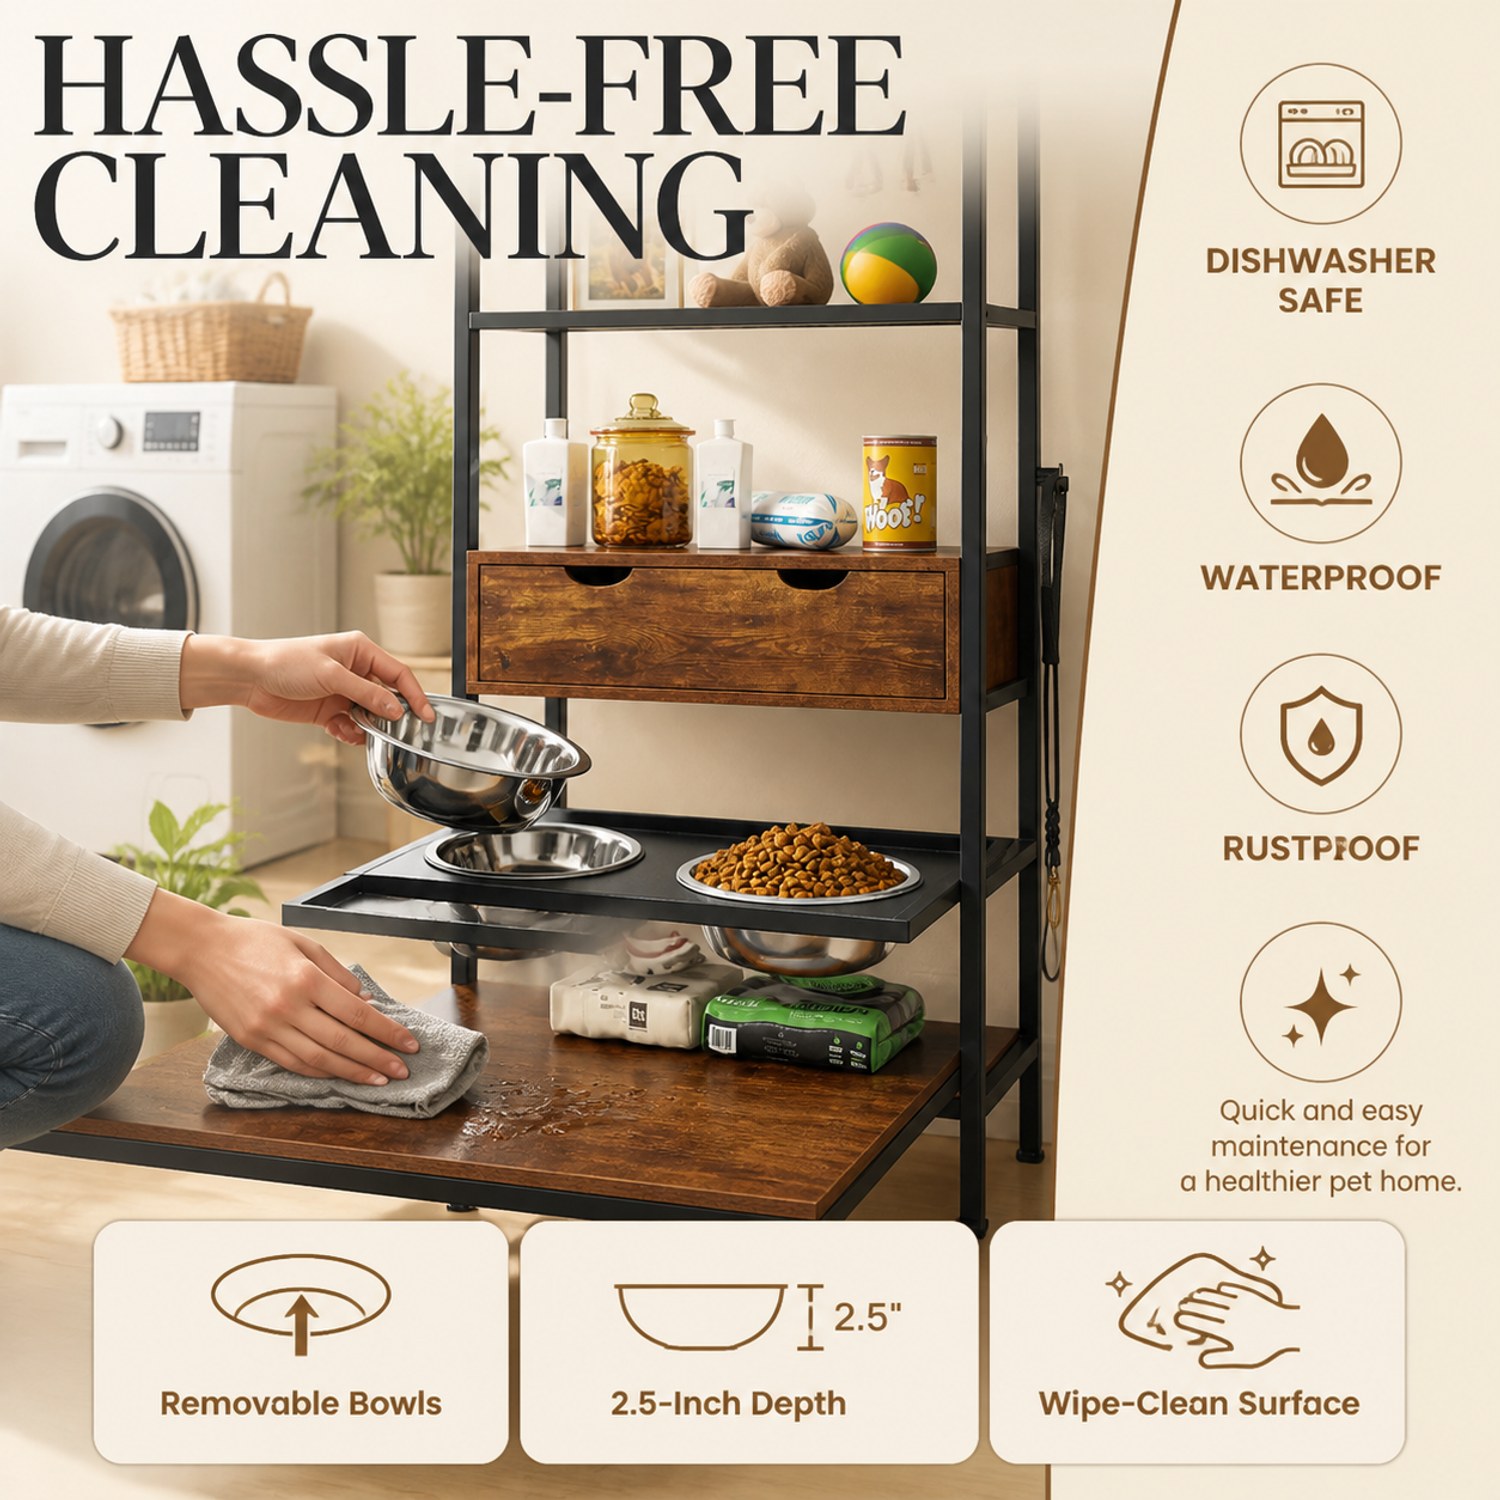 HASSLE-FREE
CLEANING
DISHWASHER
SAFE
WATERPROOF
RUSTPROOF
Quick and easy
maintenance for
a healthier pet home.
WOOF!
2.5"
Removable Bowls
2.5-Inch Depth
Wipe-Clean Surface